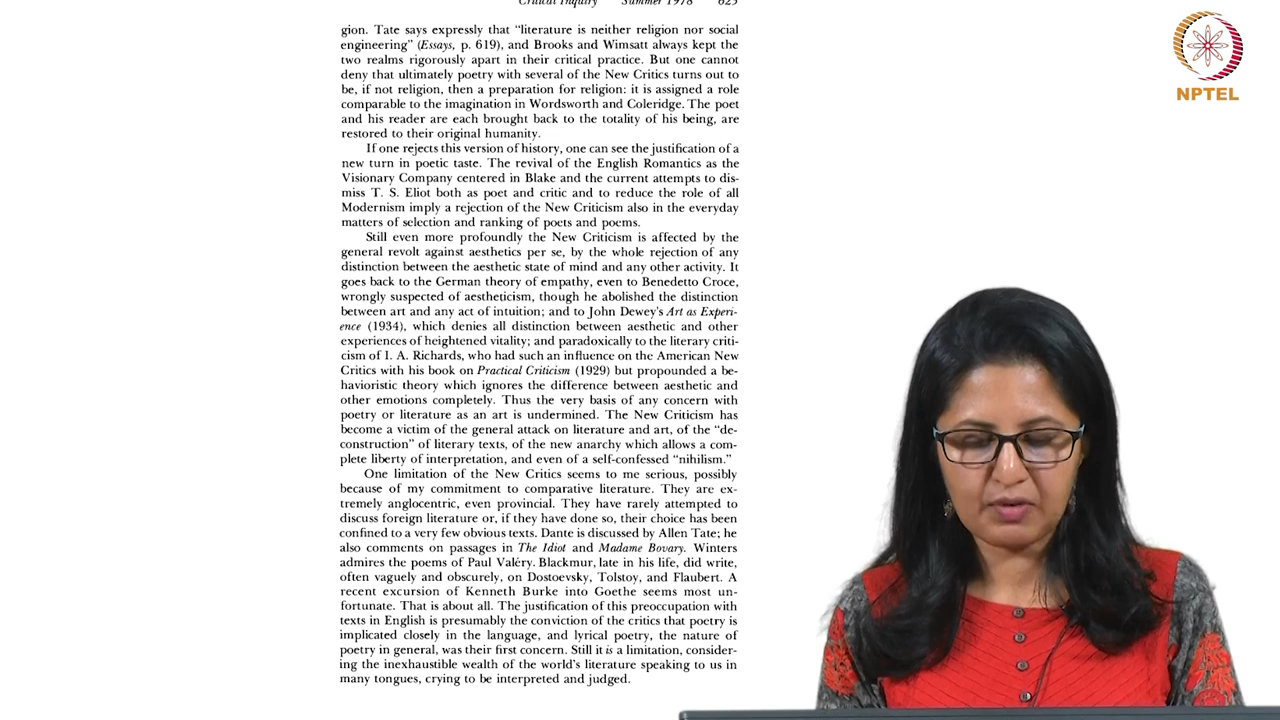 Critical Inquiry Summer 1978 625
gion. Tate says expressly that “literature is neither religion nor social
engineering” (Essays, p. 619), and Brooks and Wimsatt always kept the
two realms rigorously apart in their critical practice. But one cannot
deny that ultimately poetry with several of the New Critics turns out to
be, if not religion, then a preparation for religion: it is assigned a role
comparable to the imagination in Wordsworth and Coleridge. The poet
and his reader are each brought back to the totality of his being, are
restored to their original humanity.
If one rejects this version of history, one can see the justification of a
new turn in poetic taste. The revival of the English Romantics as the
Visionary Company centered in Blake and the current attempts to dis-
miss T. S. Eliot both as poet and critic and to reduce the role of all
Modernism imply a rejection of the New Criticism also in the everyday
matters of selection and ranking of poets and poems.
Still even more profoundly the New Criticism is affected by the
general revolt against aesthetics per se, by the whole rejection of any
distinction between the aesthetic state of mind and any other activity. It
goes back to the German theory of empathy, even to Benedetto Croce,
wrongly suspected of aestheticism, though he abolished the distinction
between art and any act of intuition; and to John Dewey's Art as Experi-
ence (1934), which denies all distinction between aesthetic and other
experiences of heightened vitality; and paradoxically to the literary criti-
cism of I. A. Richards, who had such an influence on the American New
Critics with his book on Practical Criticism (1929) but propounded a be-
havioristic theory which ignores the difference between aesthetic and
other emotions completely. Thus the very basis of any concern with
poetry or literature as an art is undermined. The New Criticism has
become a victim of the general attack on literature and art, of the “de-
construction” of literary texts, of the new anarchy which allows a com-
plete liberty of interpretation, and even of a self-confessed “nihilism.”
One limitation of the New Critics seems to me serious, possibly
because of my commitment to comparative literature. They are ex-
tremely anglocentric, even provincial. They have rarely attempted to
discuss foreign literature or, if they have done so, their choice has been
confined to a very few obvious texts. Dante is discussed by Allen Tate; he
also comments on passages in The Idiot and Madame Bovary. Winters
admires the poems of Paul Valéry. Blackmur, late in his life, did write,
often vaguely and obscurely, on Dostoevsky, Tolstoy, and Flaubert. A
recent excursion of Kenneth Burke into Goethe seems most un-
fortunate. That is about all. The justification of this preoccupation with
texts in English is presumably the conviction of the critics that poetry is
implicated closely in the language, and lyrical poetry, the nature of
poetry in general, was their first concern. Still it is a limitation, consider-
ing the inexhaustible wealth of the world's literature speaking to us in
many tongues, crying to be interpreted and judged.
NPTEL